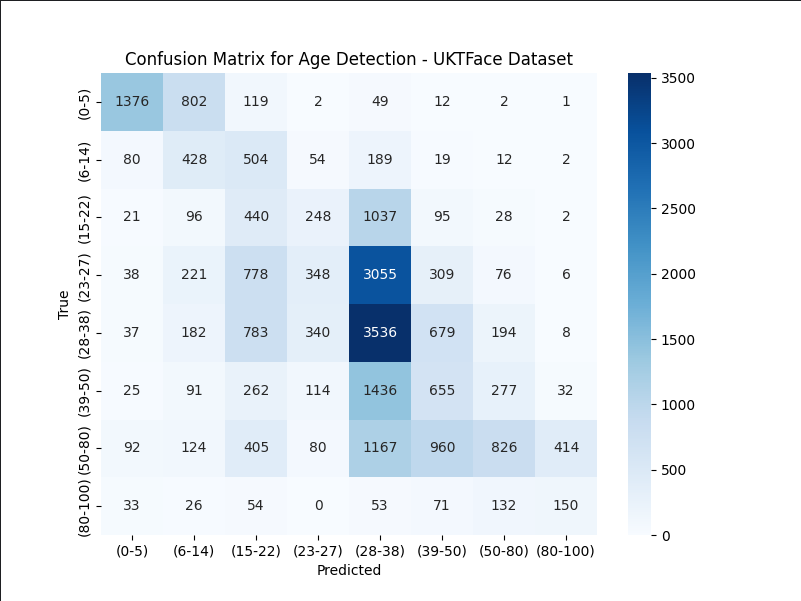 Confusion Matrix for Age Detection - UKTFace Dataset
True
(0-5) 1376 802 119 2 49 12 2 1
(6-14) 80 428 504 54 189 19 12 2
(15-22) 21 96 440 248 1037 95 28 2
(23-27) 38 221 778 348 3055 309 76 6
(28-38) 37 182 783 340 3536 679 194 8
(39-50) 25 91 262 114 1436 655 277 32
(50-80) 92 124 405 80 1167 960 826 414
(80-100) 33 26 54 0 53 71 132 150
(0-5) (6-14) (15-22) (23-27) (28-38) (39-50) (50-80) (80-100)
Predicted
3500
3000
2500
2000
1500
1000
500
0